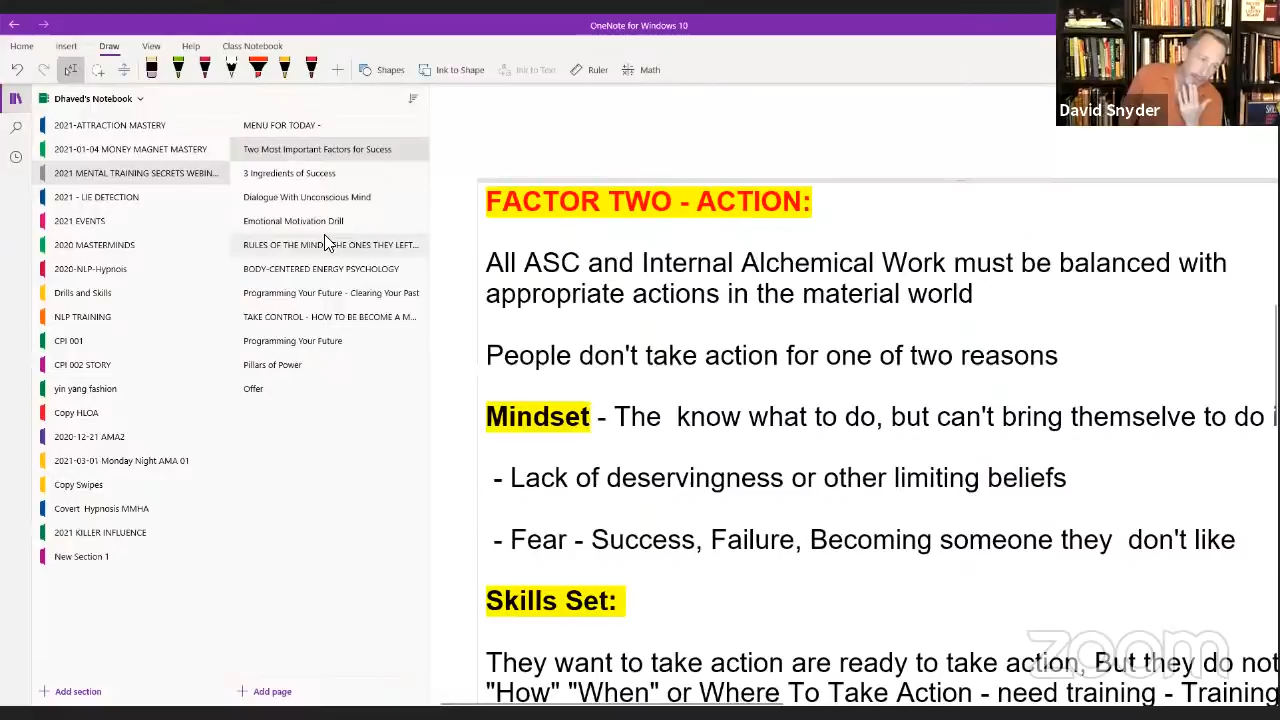 OneNote for Windows 10
Home Insert Draw View Help Class Notebook
Shapes Ink to Shape Ink to Text Ruler Math
David Snyder
Dhaved's Notebook
2021-ATTRACTION MASTERY
2021-01-04 MONEY MAGNET MASTERY
2021 MENTAL TRAINING SECRETS WEBIN...
2021 - LIE DETECTION
2021 EVENTS
2020 MASTERMINDS
2020-NLP-Hypnois
Drills and Skills
NLP TRAINING
CPI 001
CPI 002 STORY
yin yang fashion
Copy HLOA
2020-12-21 AMA2
2021-03-01 Monday Night AMA 01
Copy Swipes
Covert Hypnosis MMHA
2021 KILLER INFLUENCE
New Section 1
Add section
MENU FOR TODAY -
Two Most Important Factors for Sucess
3 Ingredients of Success
Dialogue With Unconscious Mind
Emotional Motivation Drill
RULES OF THE MIND THE ONES THEY LEFT...
BODY-CENTERED ENERGY PSYCHOLOGY
Programming Your Future - Clearing Your Past
TAKE CONTROL - HOW TO BE BECOME A M...
Programming Your Future
Pillars of Power
Offer
Add page
FACTOR TWO - ACTION:
All ASC and Internal Alchemical Work must be balanced with
appropriate actions in the material world
People don't take action for one of two reasons
Mindset - The know what to do, but can't bring themselve to do
- Lack of deservingness or other limiting beliefs
- Fear - Success, Failure, Becoming someone they don't like
Skills Set:
They want to take action are ready to take action, But they do not
"How" "When" or Where To Take Action - need training - Training
zoom